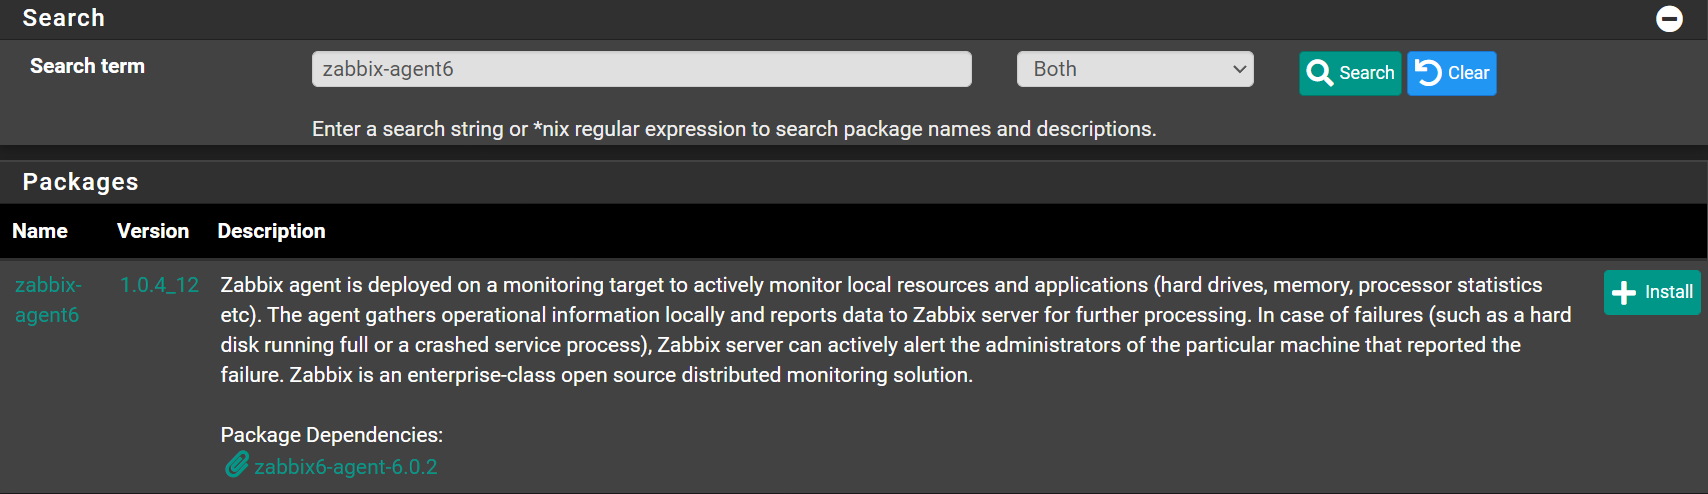 Search
Search term
zabbix-agent6
Both
Search
Clear
Enter a search string or *nix regular expression to search package names and descriptions.
Packages
Name Version Description
zabbix-
agent6
1.0.4_12
Zabbix agent is deployed on a monitoring target to actively monitor local resources and applications (hard drives, memory, processor statistics
etc). The agent gathers operational information locally and reports data to Zabbix server for further processing. In case of failures (such as a hard
disk running full or a crashed service process), Zabbix server can actively alert the administrators of the particular machine that reported the
failure. Zabbix is an enterprise-class open source distributed monitoring solution.
Package Dependencies:
zabbix6-agent-6.0.2
Install